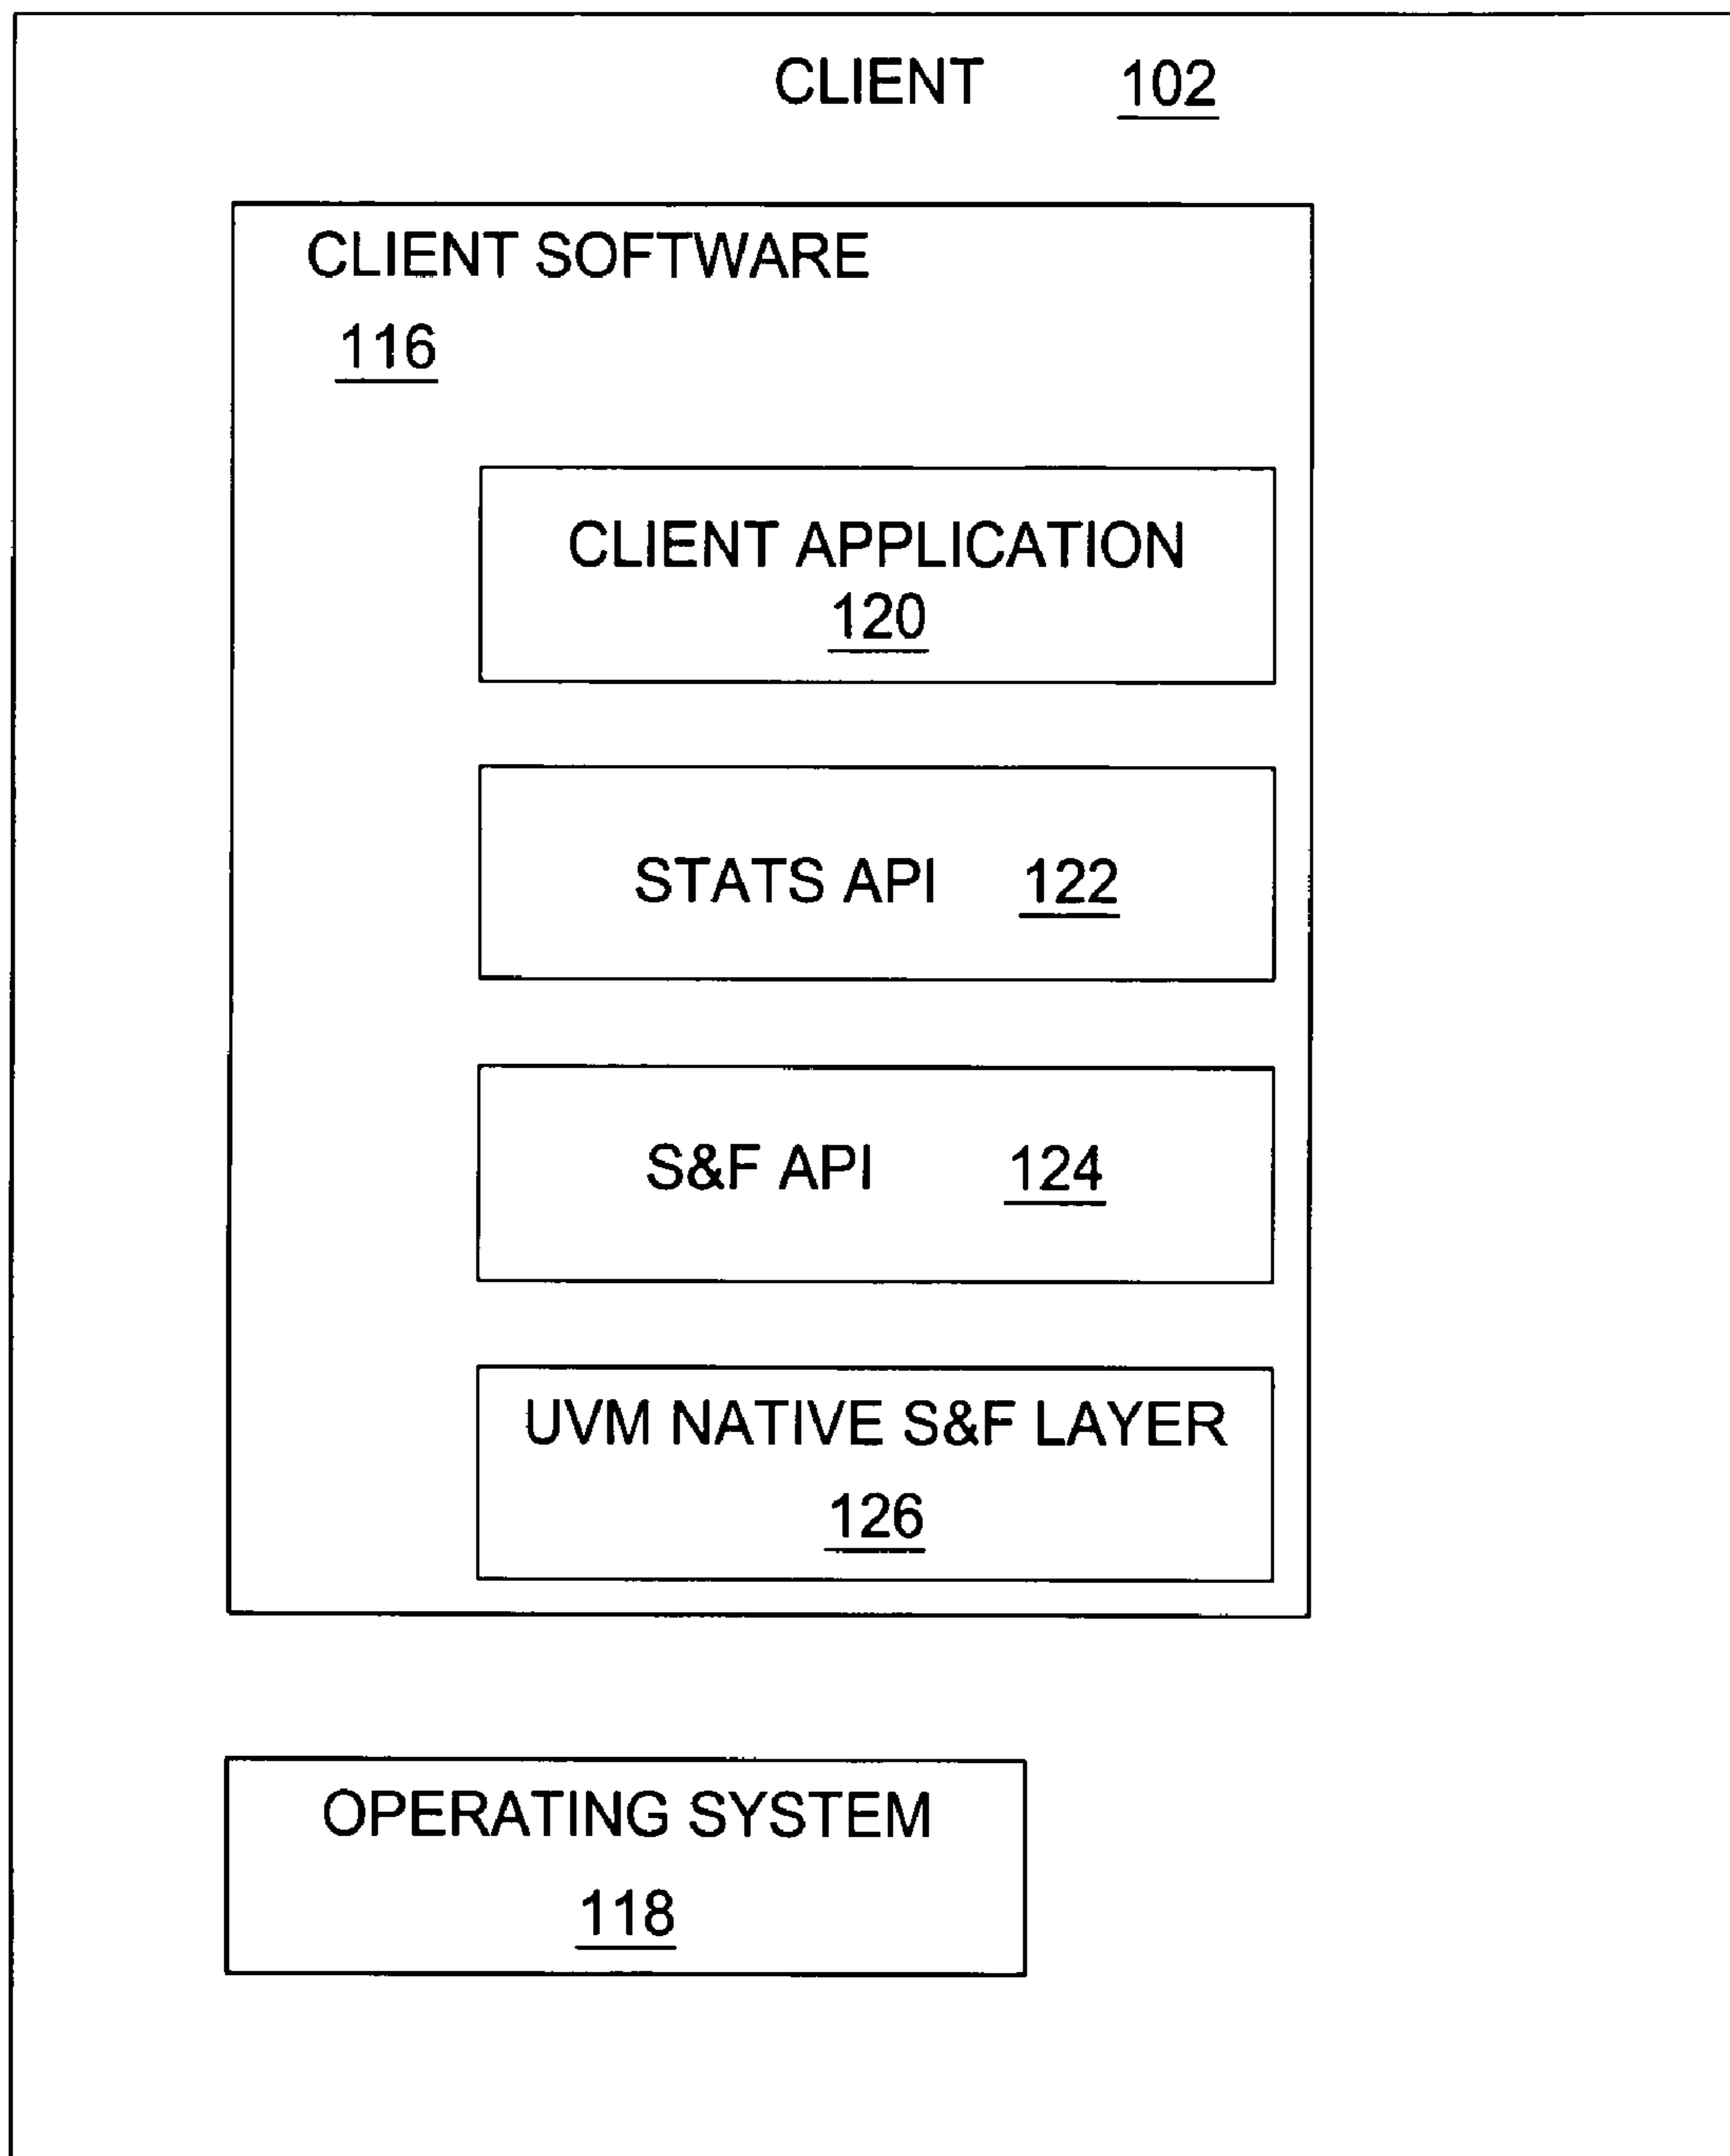 CLIENT 102
CLIENT SOFTWARE
116
CLIENT APPLICATION
120
STATS API 122
S&F API 124
UVM NATIVE S&F LAYER
126
OPERATING SYSTEM
118